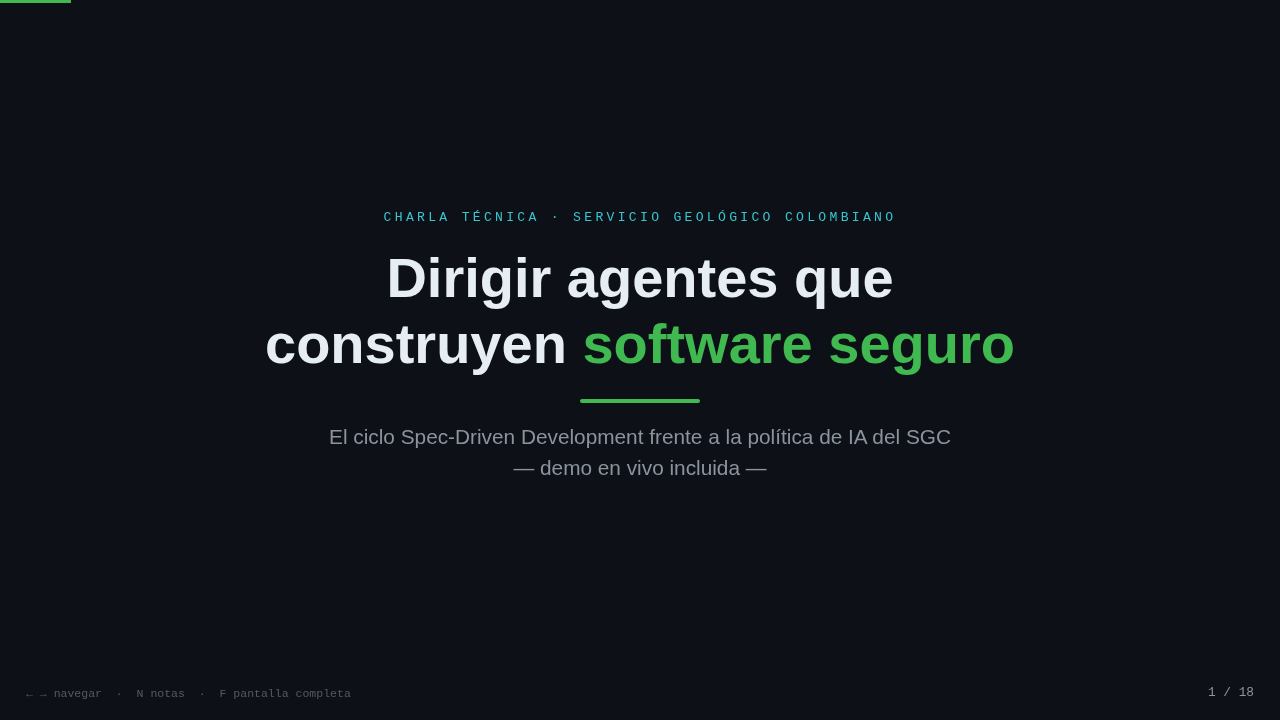 CHARLA TÉCNICA · SERVICIO GEOLÓGICO COLOMBIANO
Dirigir agentes que
construyen software seguro
El ciclo Spec-Driven Development frente a la política de IA del SGC
— demo en vivo incluida —
← → navegar · N notas · F pantalla completa
1 / 18